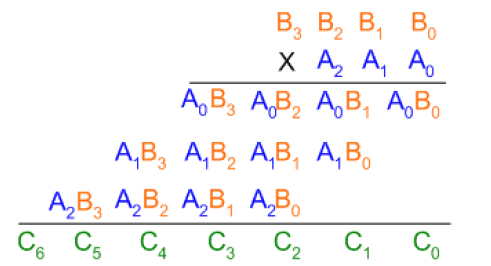 B₃ B₂ B₁ B₀
X A₂ A₁ A₀
A₀B₃ A₀B₂ A₀B₁ A₀B₀
A₁B₃ A₁B₂ A₁B₁ A₁B₀
A₂B₃ A₂B₂ A₂B₁ A₂B₀
C₆ C₅ C₄ C₃ C₂ C₁ C₀